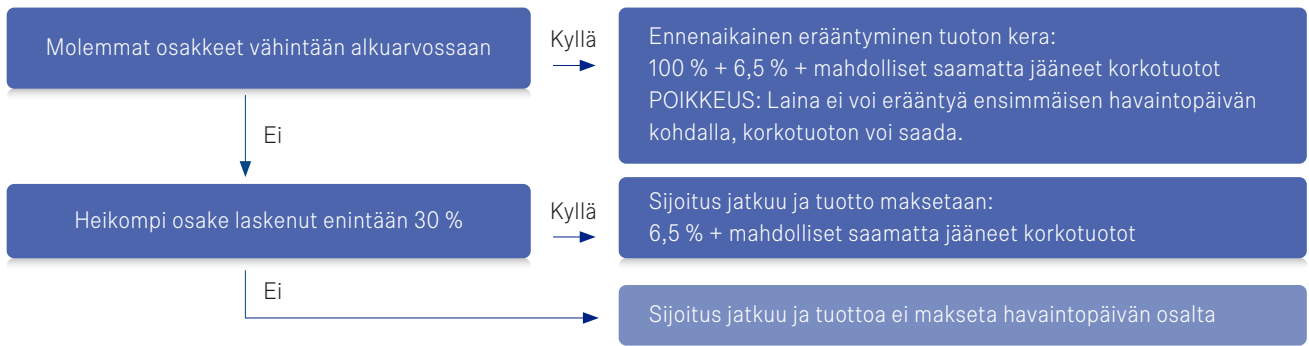 Molemmat osakkeet vähintään alkuarvossaan
Kyllä
Ennenaikainen erääntyminen tuoton kera:
100 % + 6,5 % + mahdolliset saamatta jääneet korkotuotot
POIKKEUS: Laina ei voi erääntyä ensimmäisen havaintopäivän
kohdalla, korkotuoton voi saada.
Ei
Heikompi osake laskenut enintään 30 %
Kyllä
Sijoitus jatkuu ja tuotto maksetaan:
6,5 % + mahdolliset saamatta jääneet korkotuotot
Ei
Sijoitus jatkuu ja tuottoa ei makseta havaintopäivän osalta